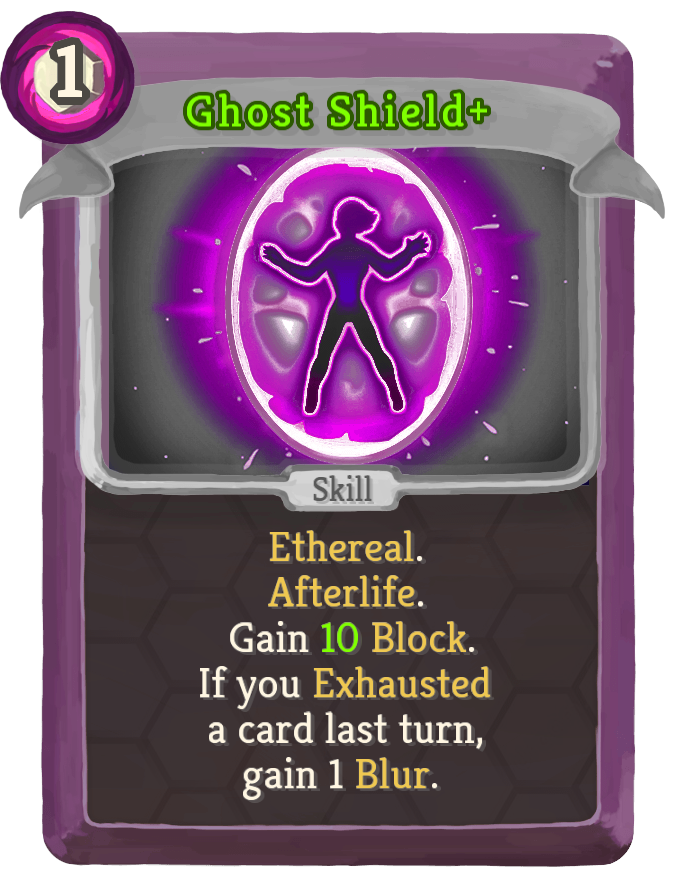 1
Ghost Shield+
Skill
Ethereal.
Afterlife.
Gain 10 Block.
If you Exhausted
a card last turn,
gain 1 Blur.